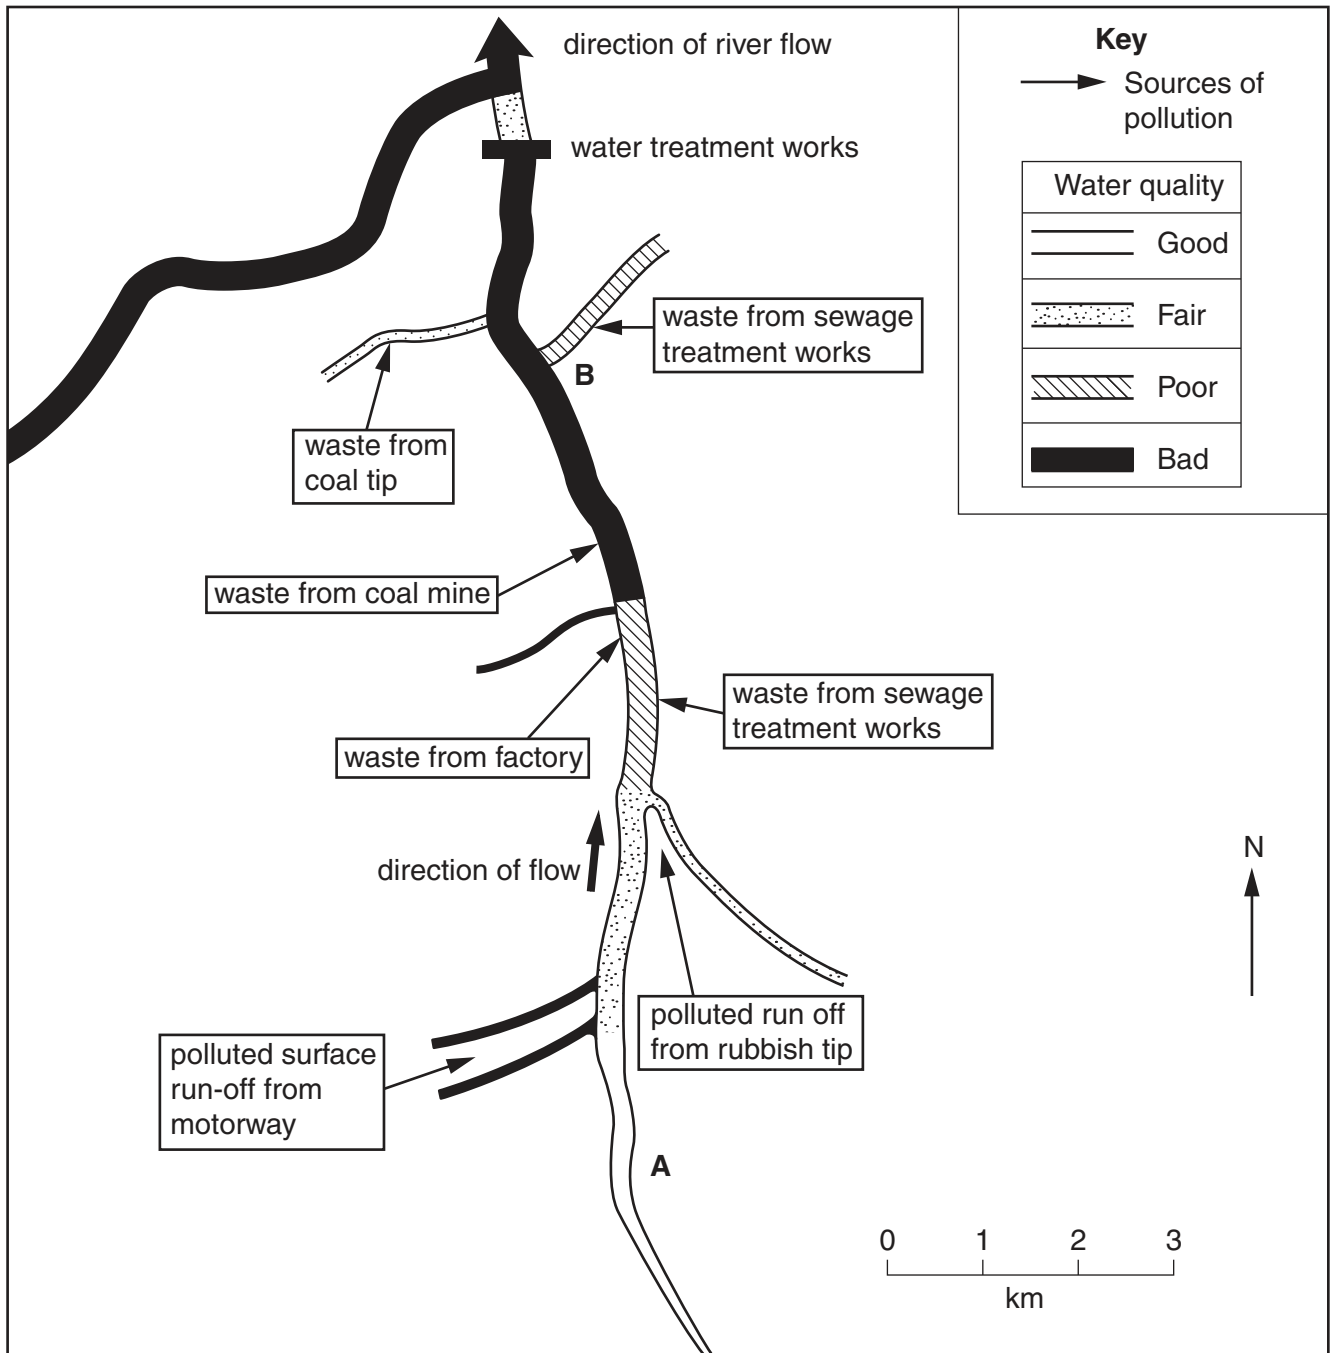 direction of river flow
water treatment works
Key
Sources of
pollution
Water quality
Good
Fair
Poor
Bad
waste from sewage
treatment works
B
waste from
coal tip
waste from coal mine
waste from sewage
treatment works
waste from factory
direction of flow
N
polluted run off
from rubbish tip
polluted surface
run-off from
motorway
A
0 1 2 3
km